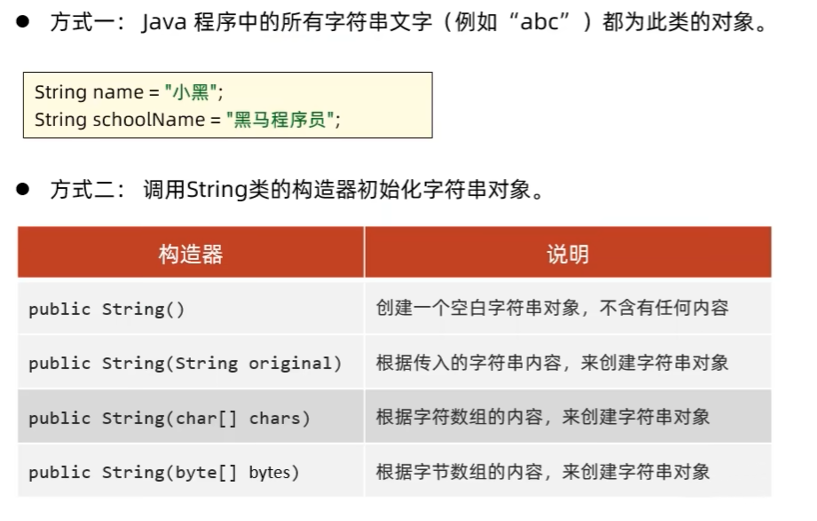 ● 方式一： Java 程序中的所有字符串文字（例如“abc”）都为此类的对象。
String name = "小黑";
String schoolName = "黑马程序员";
● 方式二： 调用String类的构造器初始化字符串对象。
构造器 说明
public String() 创建一个空白字符串对象，不含有任何内容
public String(String original) 根据传入的字符串内容，来创建字符串对象
public String(char[] chars) 根据字符数组的内容，来创建字符串对象
public String(byte[] bytes) 根据字节数组的内容，来创建字符串对象